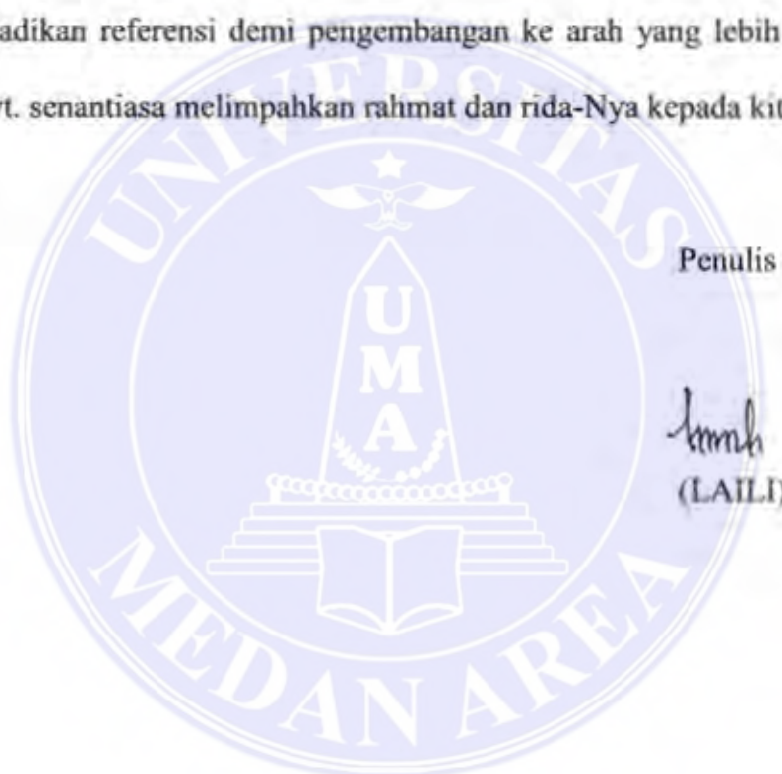 adikan referensi demi pengembangan ke arah yang lebih
t. senantiasa melimpahkan rahmat dan rida-Nya kepada kit
UNIVERSITAS
Penulis
U
M
A
(LAILI)
MEDAN AREA